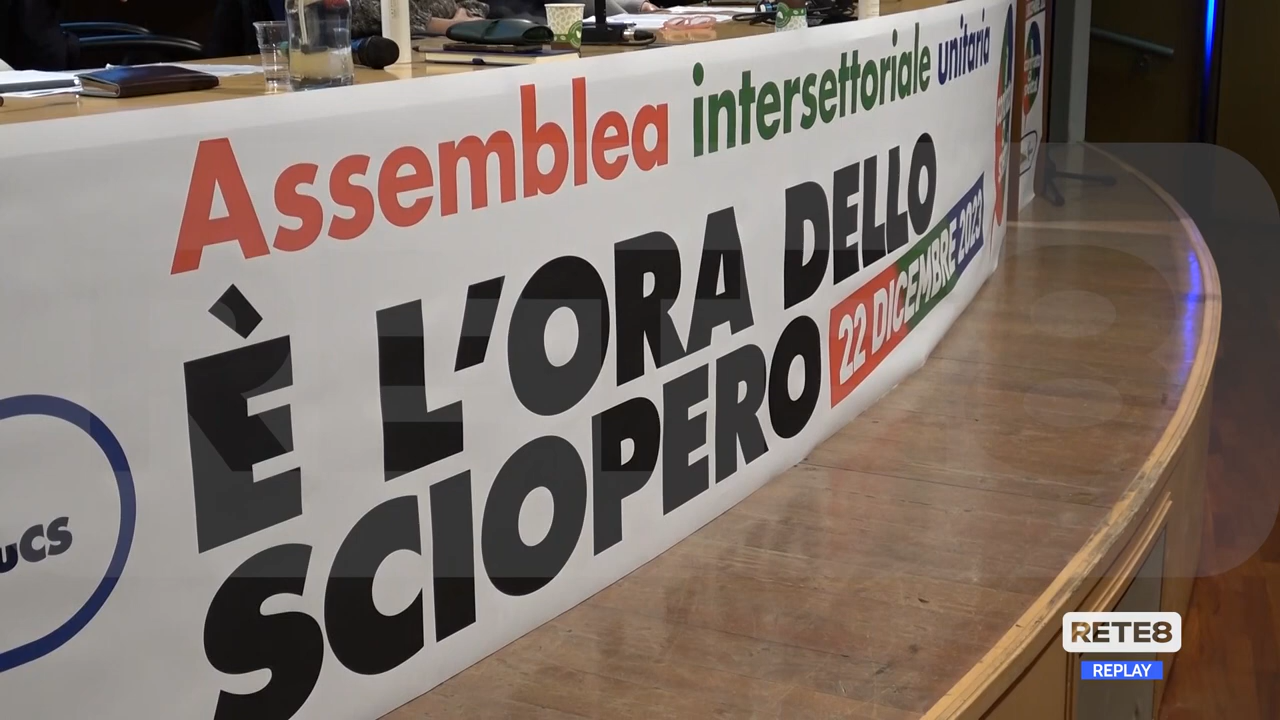 Assemblea intersettoriale unitaria
È L'ORA DELLO
SCIOPERO
22 DICEMBRE 2023
uCS
RETE8
REPLAY